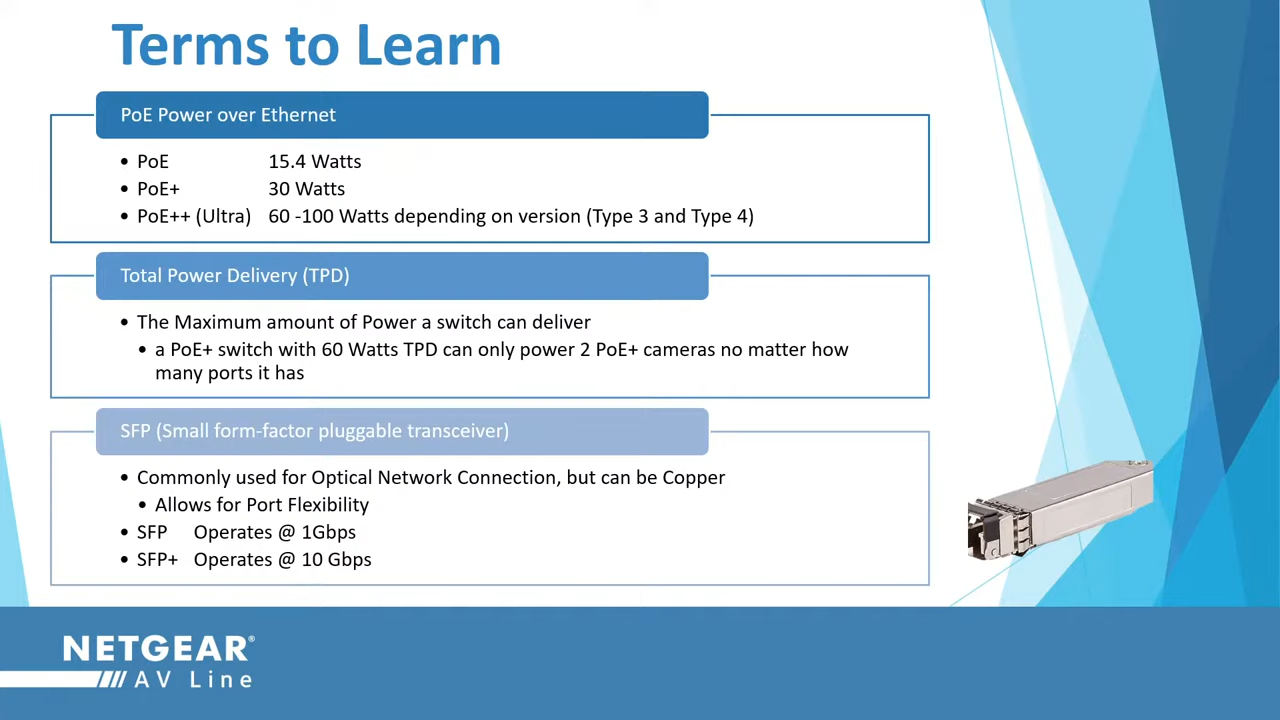 Terms to Learn
PoE Power over Ethernet
• PoE 15.4 Watts
• PoE+ 30 Watts
• PoE++ (Ultra) 60 -100 Watts depending on version (Type 3 and Type 4)
Total Power Delivery (TPD)
• The Maximum amount of Power a switch can deliver
• a PoE+ switch with 60 Watts TPD can only power 2 PoE+ cameras no matter how
many ports it has
SFP (Small form-factor pluggable transceiver)
• Commonly used for Optical Network Connection, but can be Copper
• Allows for Port Flexibility
• SFP Operates @ 1Gbps
• SFP+ Operates @ 10 Gbps
NETGEAR®
AV Line